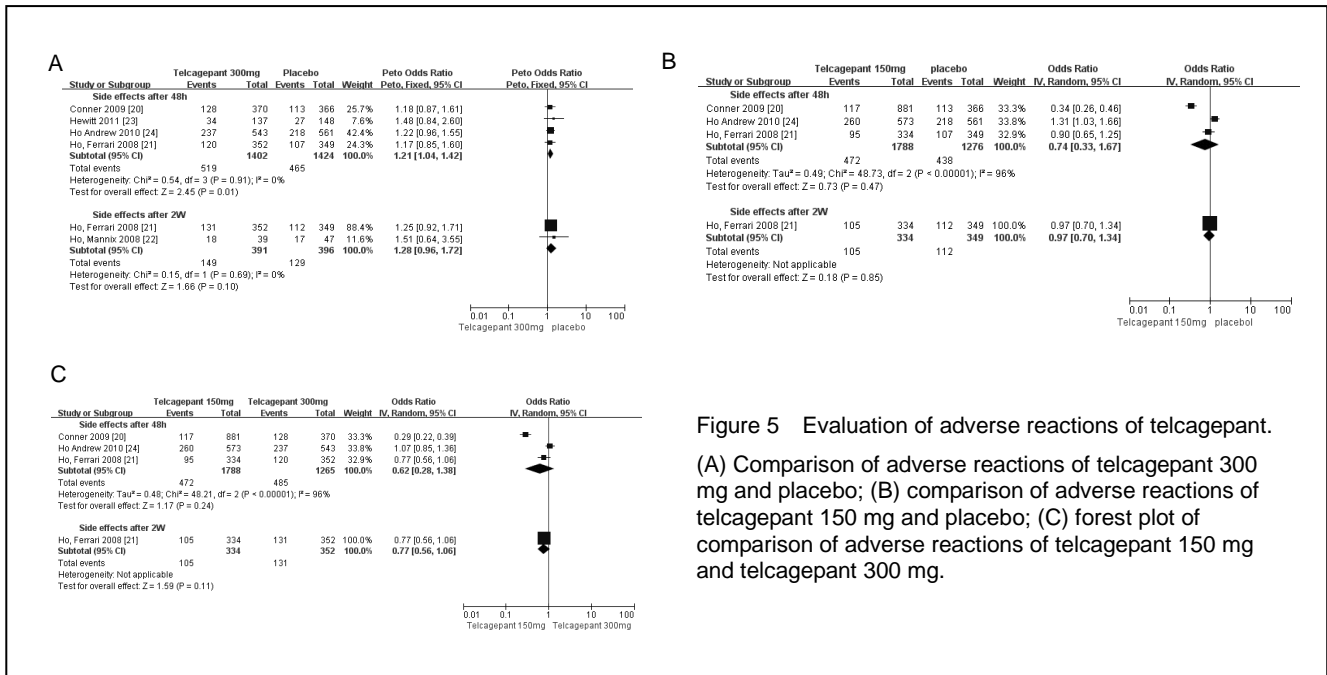 A
Telcagepant 300mg Placebo Peto Odds Ratio Peto Odds Ratio
Study or Subgroup Events Total Events Total Weight Peto, Fixed, 95% CI Peto, Fixed, 95% CI
Side effects after 48h
Conner 2009 [20] 128 370 113 366 25.7% 1.18 [0.87, 1.61]
Hewitt 2011 [23] 34 137 27 148 7.6% 1.48 [0.84, 2.60]
Ho Andrew 2010 [24] 237 543 218 561 42.4% 1.22 [0.96, 1.55]
Ho, Ferrari 2008 [21] 120 352 107 349 24.3% 1.17 [0.85, 1.60]
Subtotal (95% CI) 1402 1424 100.0% 1.21 [1.04, 1.42]
Total events 519 465
Heterogeneity: Chi² = 0.54, df = 3 (P = 0.91); I² = 0%
Test for overall effect: Z = 2.45 (P = 0.01)
Side effects after 2W
Ho, Ferrari 2008 [21] 131 352 112 349 88.4% 1.25 [0.92, 1.71]
Ho, Mannix 2008 [22] 18 39 17 47 11.6% 1.51 [0.64, 3.55]
Subtotal (95% CI) 391 396 100.0% 1.28 [0.96, 1.72]
Total events 149 129
Heterogeneity: Chi² = 0.15, df = 1 (P = 0.69); I² = 0%
Test for overall effect: Z = 1.66 (P = 0.10)
0.01 0.1 1 10 100
Telcagepant 300mg placebo
B
Telcagepant 150mg placebo Odds Ratio Odds Ratio
Study or Subgroup Events Total Events Total Weight IV, Random, 95% CI IV, Random, 95% CI
Side effects after 48h
Conner 2009 [20] 117 881 113 366 33.3% 0.34 [0.26, 0.46]
Ho Andrew 2010 [24] 260 573 218 561 33.8% 1.31 [1.03, 1.66]
Ho, Ferrari 2008 [21] 95 334 107 349 32.9% 0.90 [0.65, 1.25]
Subtotal (95% CI) 1788 1276 100.0% 0.74 [0.33, 1.67]
Total events 472 438
Heterogeneity: Tau² = 0.49; Chi² = 48.73, df = 2 (P < 0.00001); I² = 96%
Test for overall effect: Z = 0.73 (P = 0.47)
Side effects after 2W
Ho, Ferrari 2008 [21] 105 334 112 349 100.0% 0.97 [0.70, 1.34]
Subtotal (95% CI) 334 349 100.0% 0.97 [0.70, 1.34]
Total events 105 112
Heterogeneity: Not applicable
Test for overall effect: Z = 0.18 (P = 0.85)
0.01 0.1 1 10 100
Telcagepant 150mg placebol
C
Telcagepant 150mg Telcagepant 300mg Odds Ratio Odds Ratio
Study or Subgroup Events Total Events Total Weight IV, Random, 95% CI IV, Random, 95% CI
Side effects after 48h
Conner 2009 [20] 117 881 128 370 33.3% 0.29 [0.22, 0.39]
Ho Andrew 2010 [24] 260 573 237 543 33.8% 1.07 [0.85, 1.36]
Ho, Ferrari 2008 [21] 95 334 120 352 32.9% 0.77 [0.56, 1.06]
Subtotal (95% CI) 1788 1265 100.0% 0.62 [0.28, 1.38]
Total events 472 485
Heterogeneity: Tau² = 0.48; Chi² = 48.21, df = 2 (P < 0.00001); I² = 96%
Test for overall effect: Z = 1.17 (P = 0.24)
Side effects after 2W
Ho, Ferrari 2008 [21] 105 334 131 352 100.0% 0.77 [0.56, 1.06]
Subtotal (95% CI) 334 352 100.0% 0.77 [0.56, 1.06]
Total events 105 131
Heterogeneity: Not applicable
Test for overall effect: Z = 1.59 (P = 0.11)
0.01 0.1 1 10 100
Telcagepant 150mg Telcagepant 300mg
Figure 5 Evaluation of adverse reactions of telcagepant.
(A) Comparison of adverse reactions of telcagepant 300
mg and placebo; (B) comparison of adverse reactions of
telcagepant 150 mg and placebo; (C) forest plot of
comparison of adverse reactions of telcagepant 150 mg
and telcagepant 300 mg.